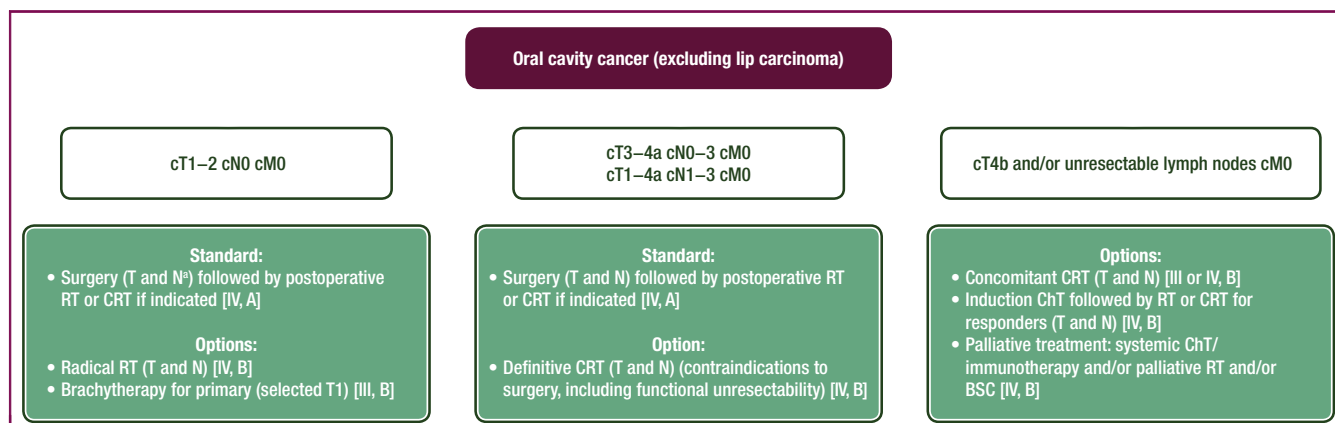 Oral cavity cancer (excluding lip carcinoma)
cT1–2 cN0 cM0
cT3–4a cN0–3 cM0
cT1–4a cN1–3 cM0
cT4b and/or unresectable lymph nodes cM0
Standard:
• Surgery (T and Nᵃ) followed by postoperative
RT or CRT if indicated [IV, A]
Options:
• Radical RT (T and N) [IV, B]
• Brachytherapy for primary (selected T1) [III, B]
Standard:
• Surgery (T and N) followed by postoperative RT
or CRT if indicated [IV, A]
Option:
• Definitive CRT (T and N) (contraindications to
surgery, including functional unresectability) [IV, B]
Options:
• Concomitant CRT (T and N) [III or IV, B]
• Induction ChT followed by RT or CRT for
responders (T and N) [IV, B]
• Palliative treatment: systemic ChT/
immunotherapy and/or palliative RT and/or
BSC [IV, B]